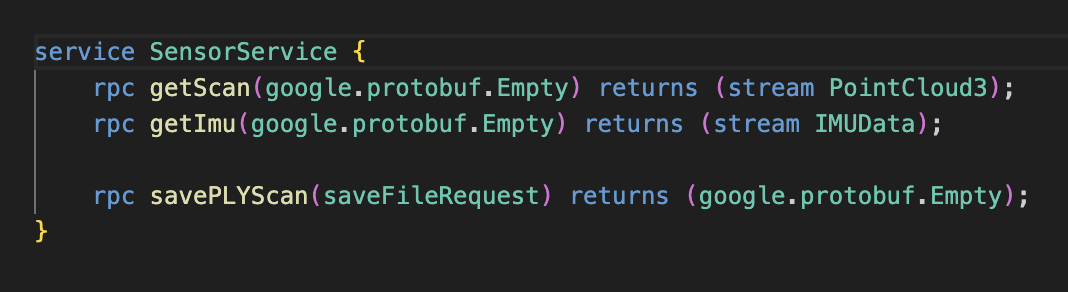 service SensorService {
    rpc getScan(google.protobuf.Empty) returns (stream PointCloud3);
    rpc getImu(google.protobuf.Empty) returns (stream IMUData);

    rpc savePLYScan(saveFileRequest) returns (google.protobuf.Empty);
}